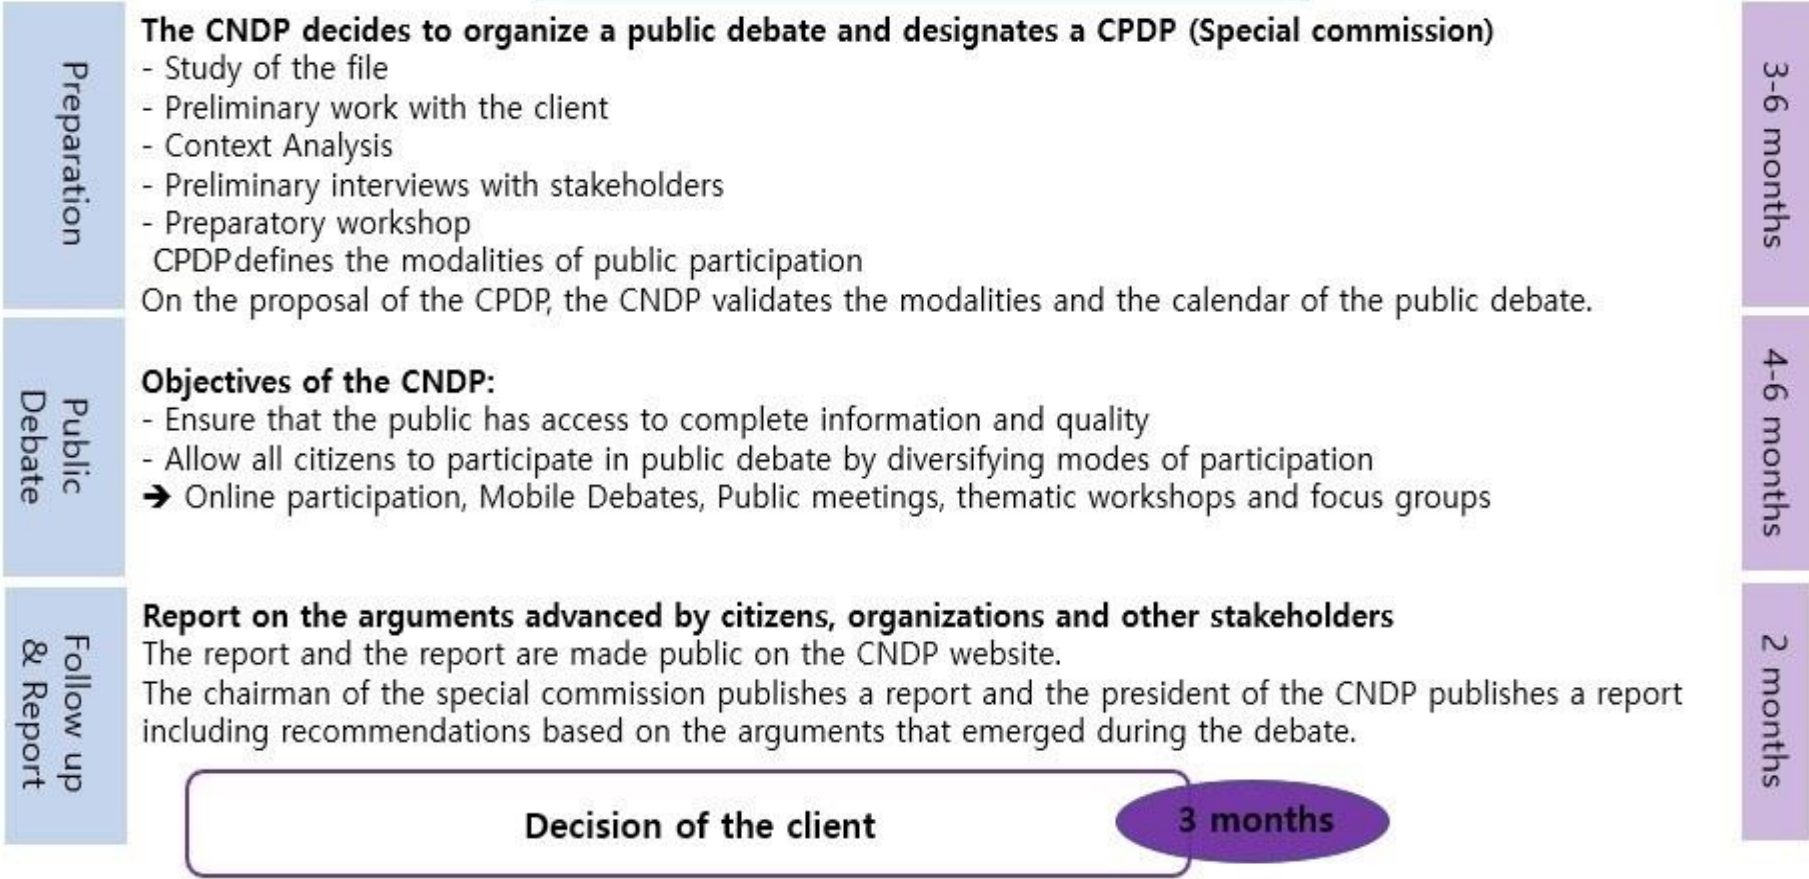 Preparation
The CNDP decides to organize a public debate and designates a CPDP (Special commission)
- Study of the file
- Preliminary work with the client
- Context Analysis
- Preliminary interviews with stakeholders
- Preparatory workshop
CPDP defines the modalities of public participation
On the proposal of the CPDP, the CNDP validates the modalities and the calendar of the public debate.
3-6 months
Public
Debate
Objectives of the CNDP:
- Ensure that the public has access to complete information and quality
- Allow all citizens to participate in public debate by diversifying modes of participation
➔ Online participation, Mobile Debates, Public meetings, thematic workshops and focus groups
4-6 months
Follow up
& Report
Report on the arguments advanced by citizens, organizations and other stakeholders
The report and the report are made public on the CNDP website.
The chairman of the special commission publishes a report and the president of the CNDP publishes a report
including recommendations based on the arguments that emerged during the debate.
2 months
Decision of the client
3 months